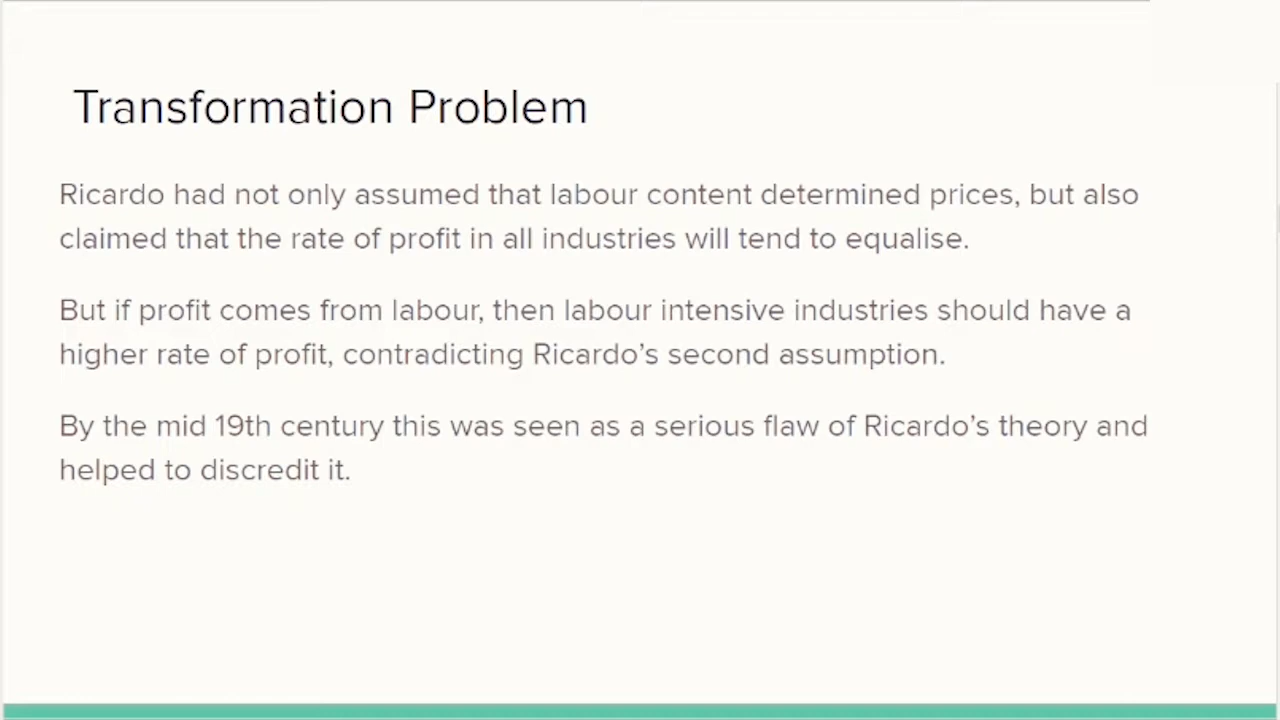 Transformation Problem
Ricardo had not only assumed that labour content determined prices, but also
claimed that the rate of profit in all industries will tend to equalise.
But if profit comes from labour, then labour intensive industries should have a
higher rate of profit, contradicting Ricardo’s second assumption.
By the mid 19th century this was seen as a serious flaw of Ricardo’s theory and
helped to discredit it.